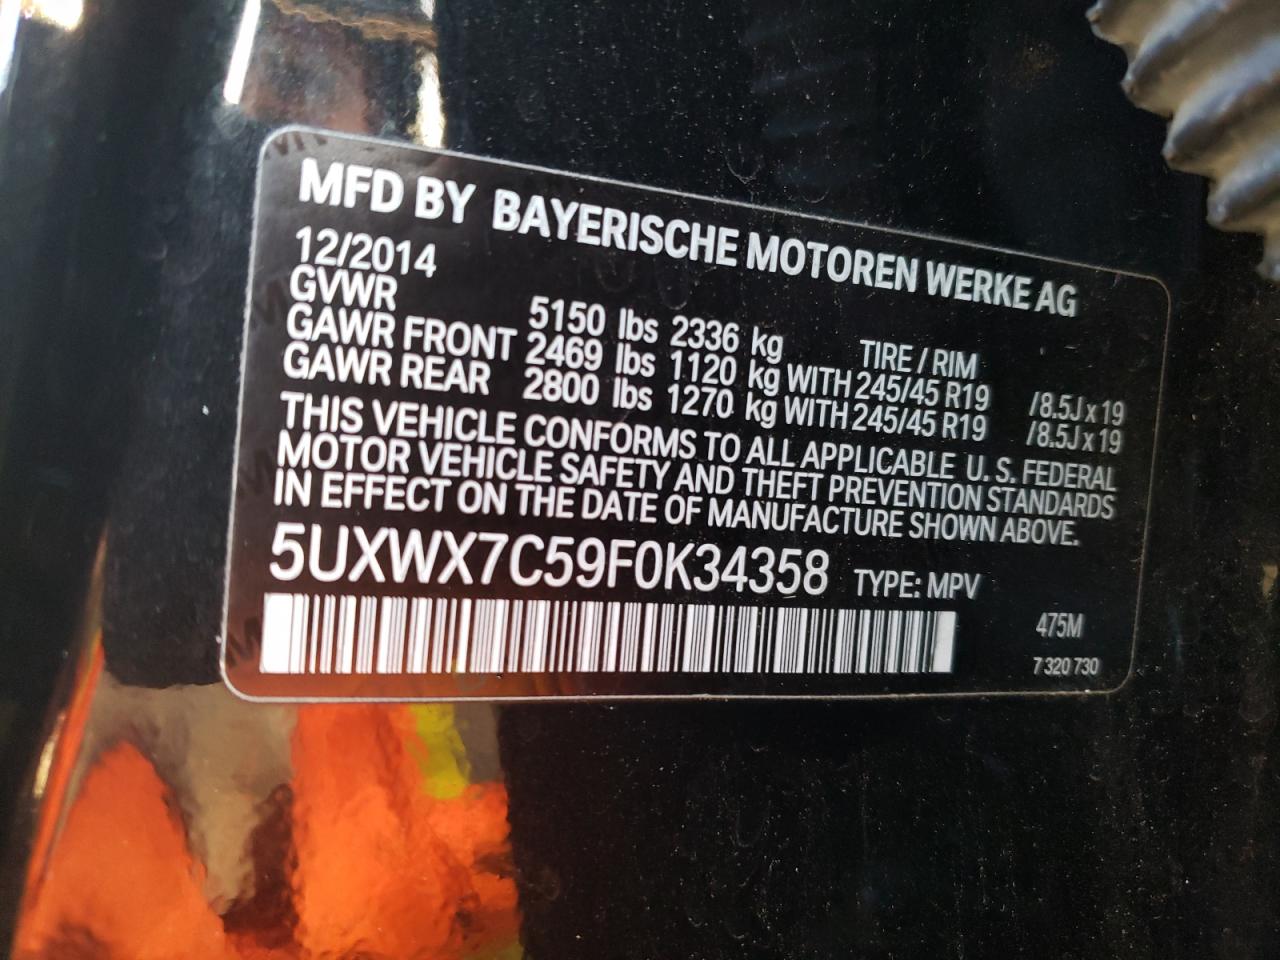 MFD BY BAYERISCHE MOTOREN WERKE AG
12/2014
GVWR 5150 lbs 2336 kg TIRE / RIM
GAWR FRONT 2469 lbs 1120 kg WITH 245/45 R19 /8.5J x 19
GAWR REAR 2800 lbs 1270 kg WITH 245/45 R19 /8.5J x 19
THIS VEHICLE CONFORMS TO ALL APPLICABLE U. S. FEDERAL
MOTOR VEHICLE SAFETY AND THEFT PREVENTION STANDARDS
IN EFFECT ON THE DATE OF MANUFACTURE SHOWN ABOVE.
5UXWX7C59F0K34358 TYPE: MPV
475M
7 320 730